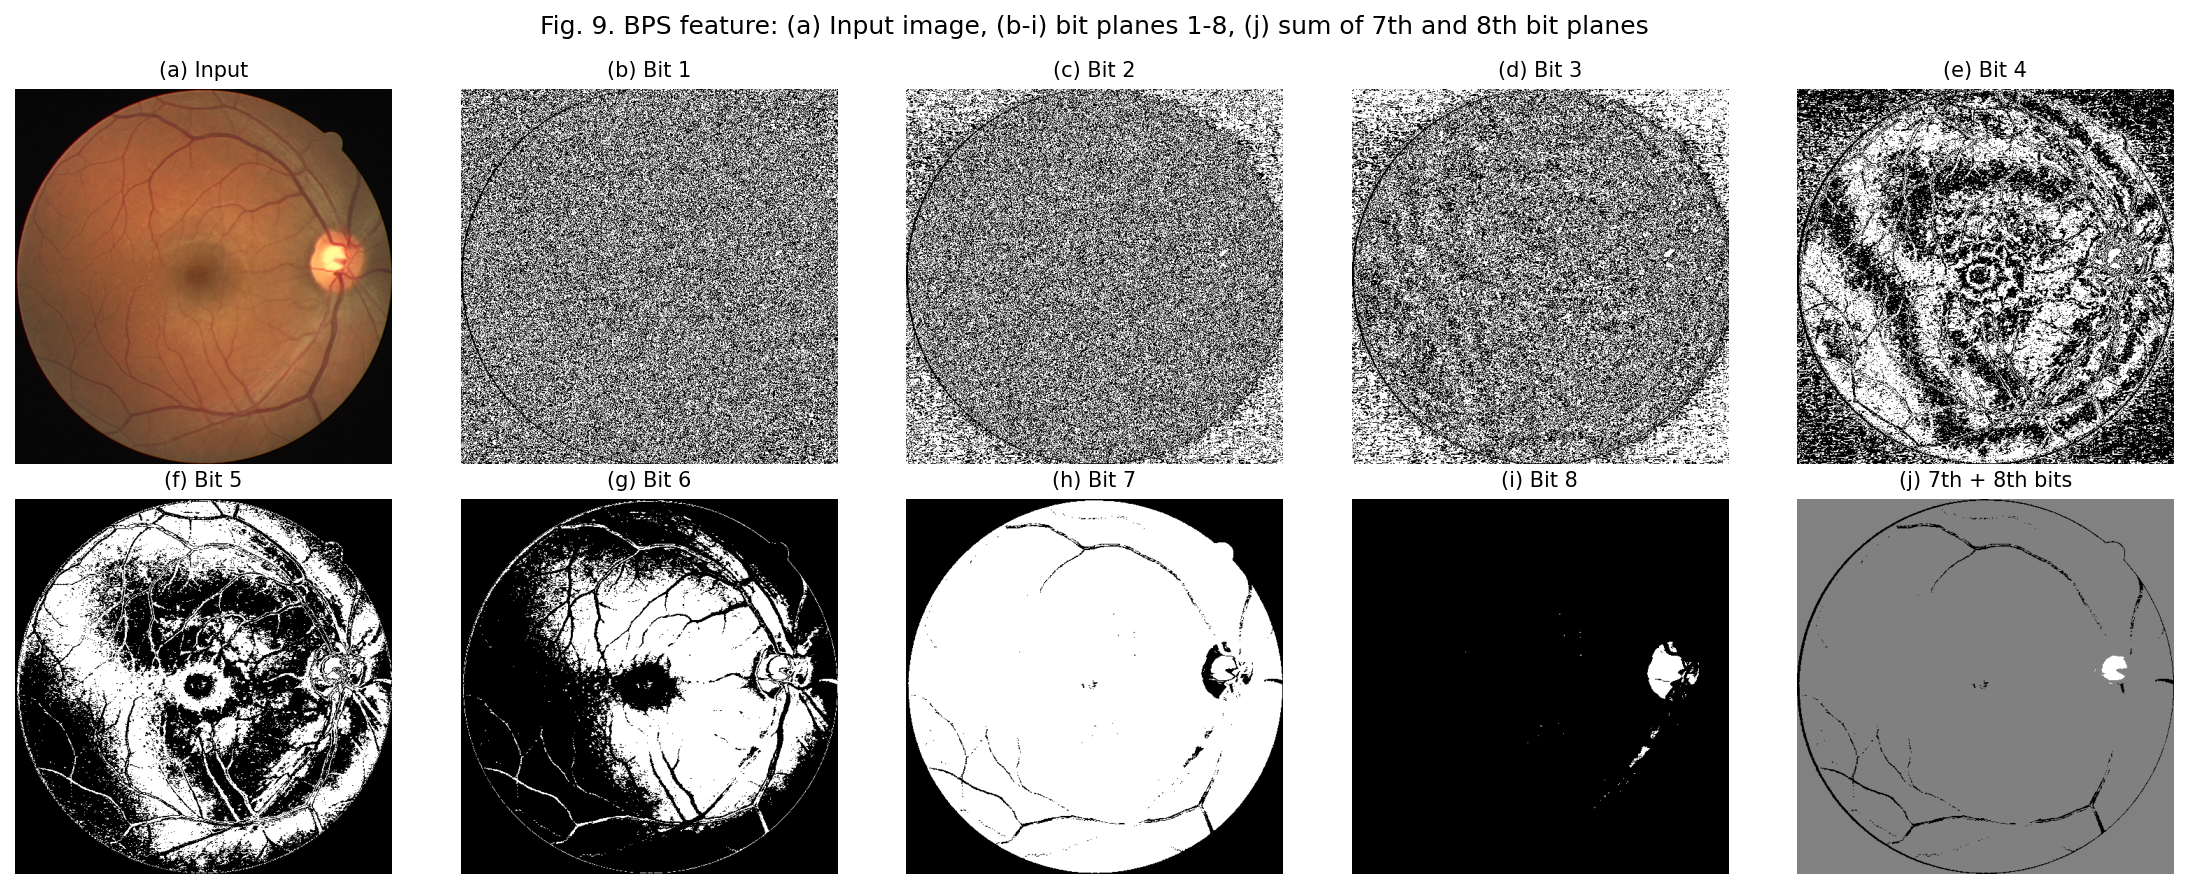 Fig. 9. BPS feature: (a) Input image, (b-i) bit planes 1-8, (j) sum of 7th and 8th bit planes
(a) Input
(b) Bit 1
(c) Bit 2
(d) Bit 3
(e) Bit 4
(f) Bit 5
(g) Bit 6
(h) Bit 7
(i) Bit 8
(j) 7th + 8th bits